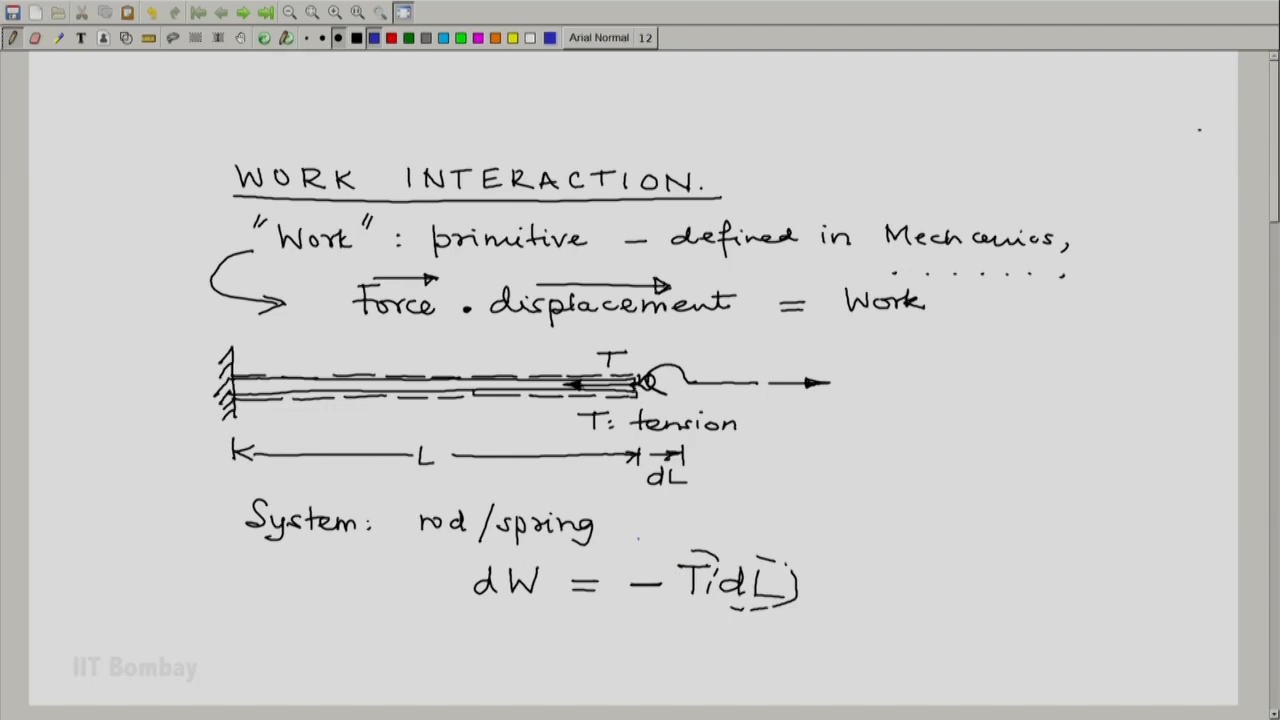 Arial Normal 12
WORK INTERACTION.
"Work" : primitive – defined in Mechanics,
Force . displacement = Work
T
T: tension
L
dL
System: rod/spring
dW = – T dL
IIT Bombay